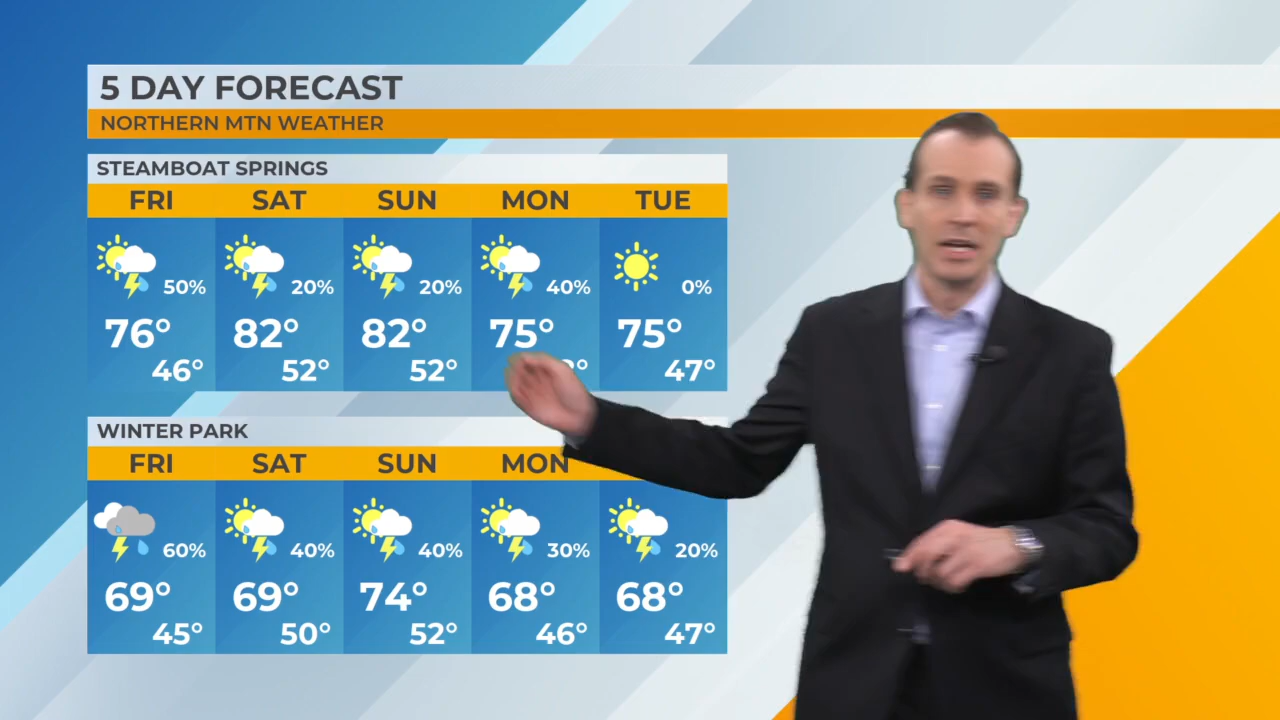 5 DAY FORECAST
NORTHERN MTN WEATHER
STEAMBOAT SPRINGS
FRI SAT SUN MON TUE
50% 20% 20% 40% 0%
76° 82° 82° 75° 75°
46° 52° 52° 47°
WINTER PARK
FRI SAT SUN MON
60% 40% 40% 30% 20%
69° 69° 74° 68° 68°
45° 50° 52° 46° 47°